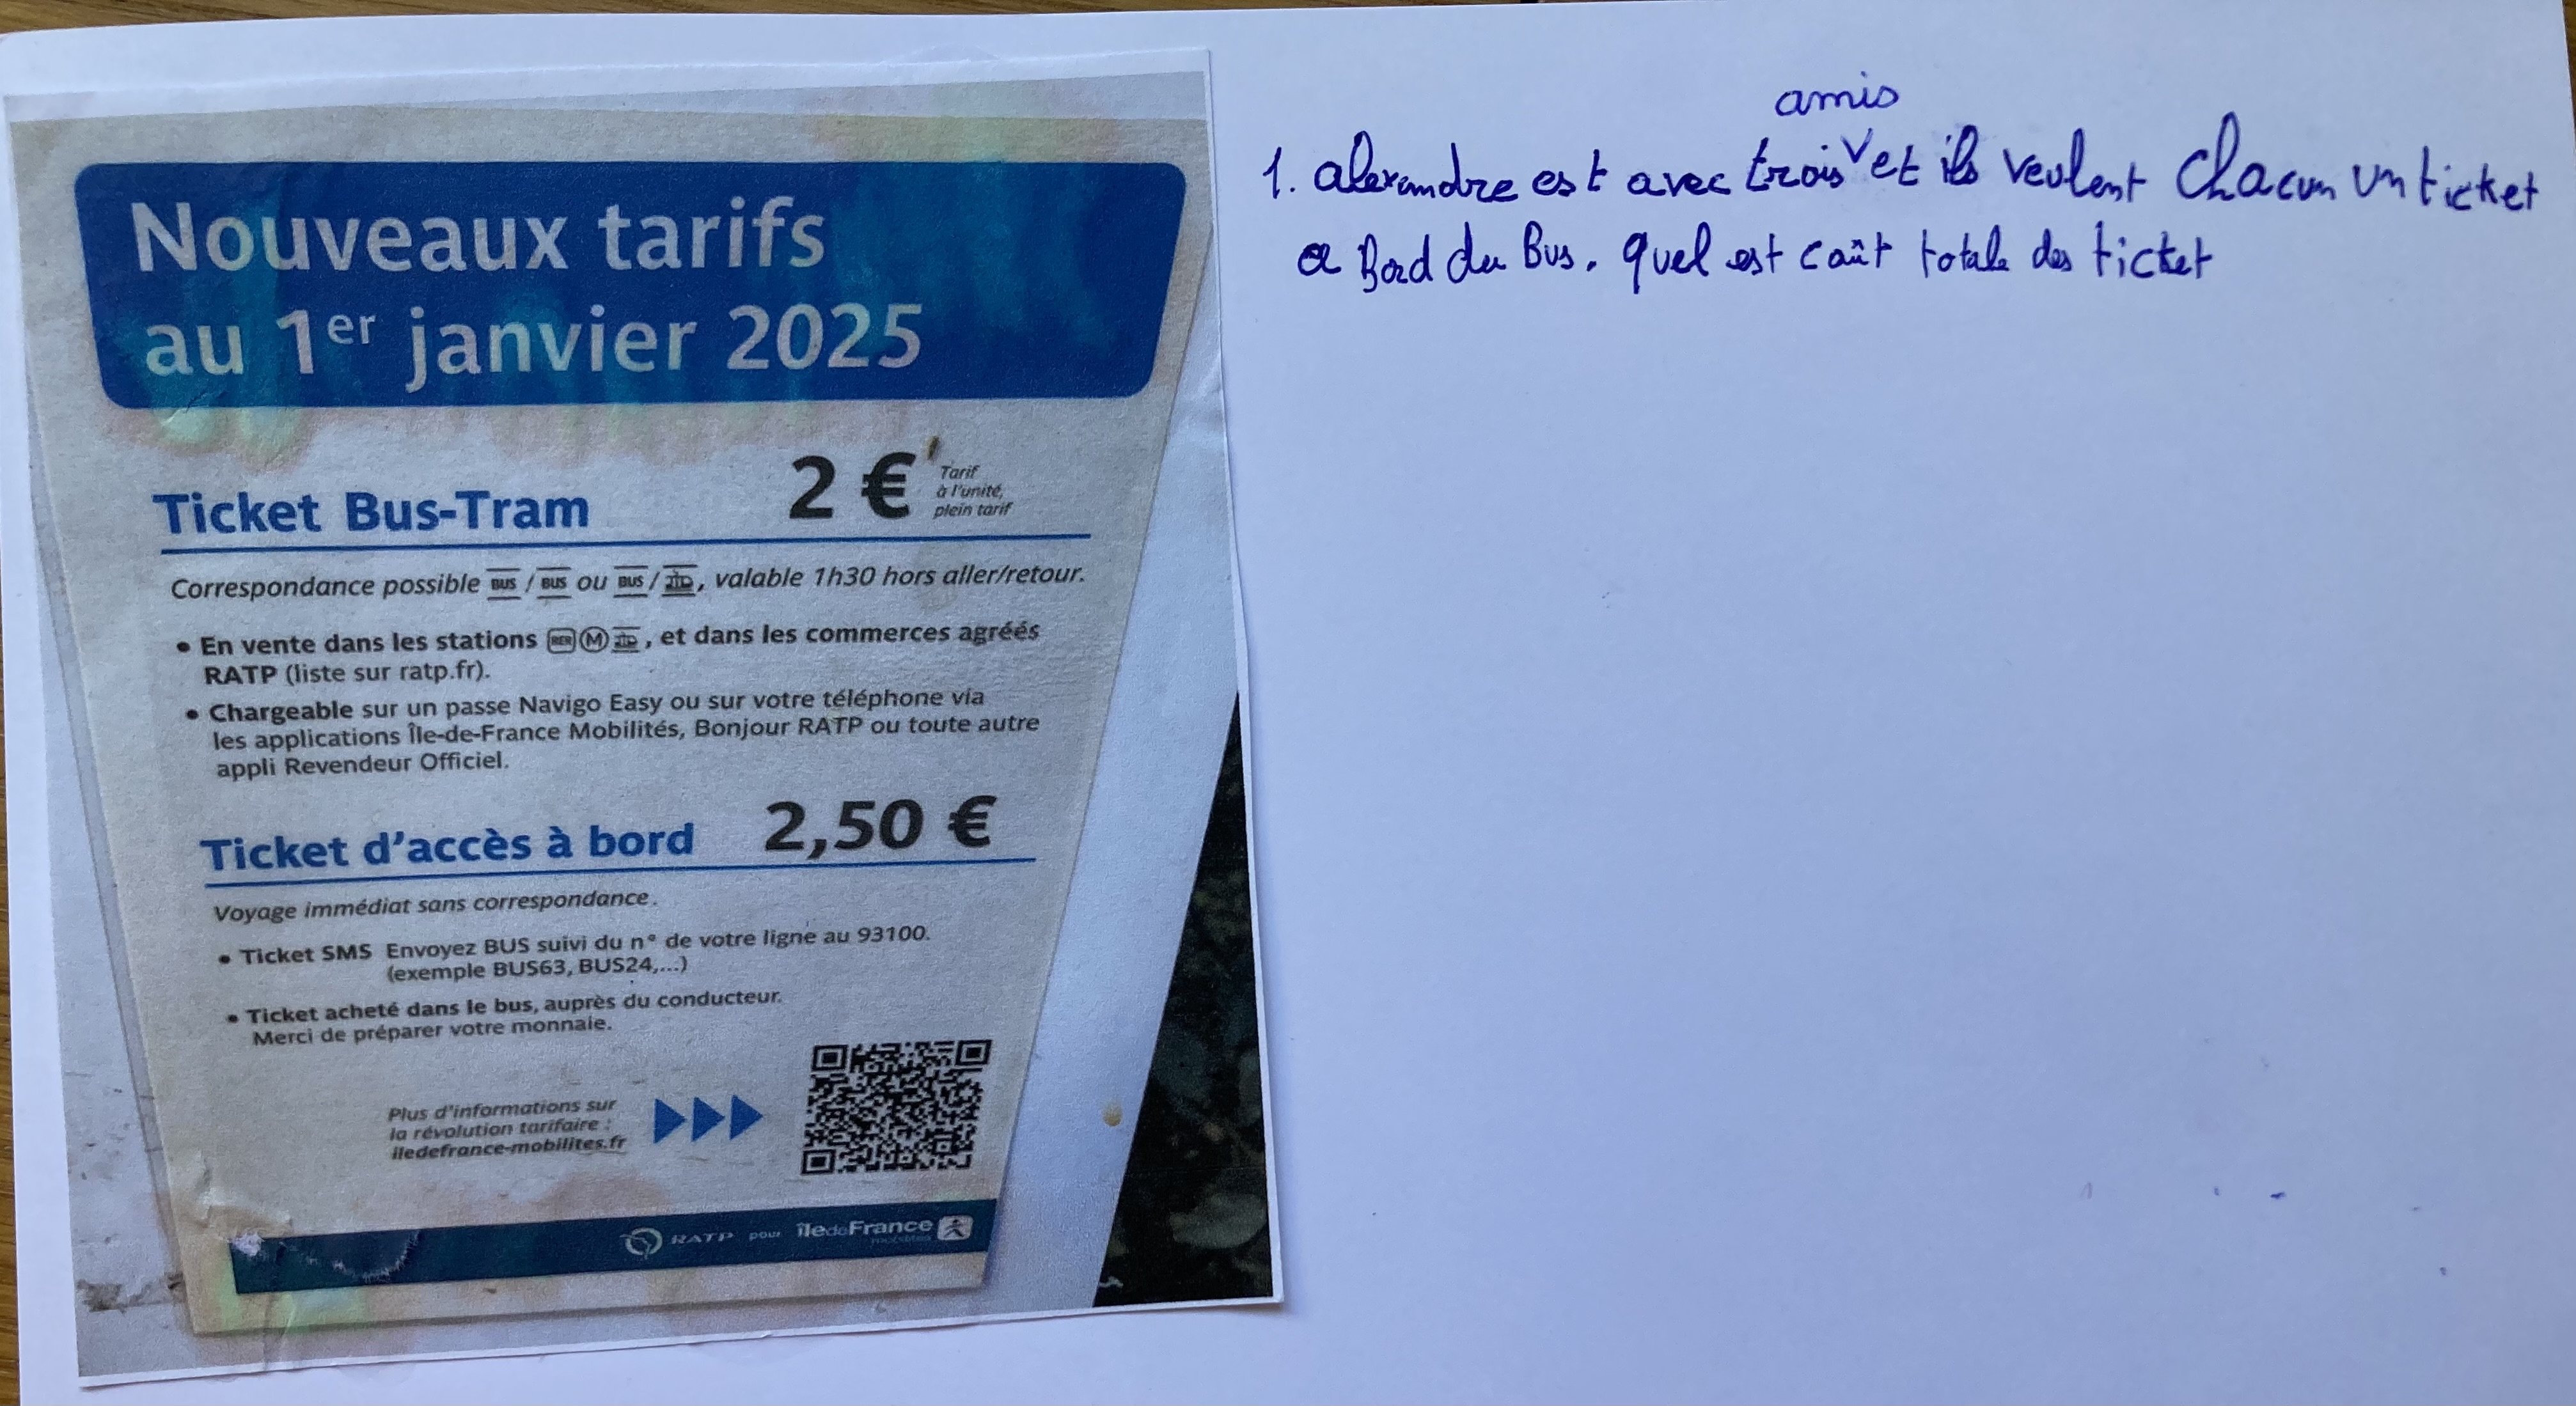 Nouveaux tarifs
au 1er janvier 2025
Ticket Bus-Tram 2 € Tarif
à l'unité,
plein tarif
Correspondance possible BUS / BUS ou BUS / , valable 1h30 hors aller/retour.
• En vente dans les stations RER M , et dans les commerces agréés
RATP (liste sur ratp.fr).
• Chargeable sur un passe Navigo Easy ou sur votre téléphone via
les applications Île-de-France Mobilités, Bonjour RATP ou toute autre
appli Revendeur Officiel.
Ticket d'accès à bord 2,50 €
Voyage immédiat sans correspondance.
• Ticket SMS Envoyez BUS suivi du n° de votre ligne au 93100.
(exemple BUS63, BUS24,...)
• Ticket acheté dans le bus, auprès du conducteur.
Merci de préparer votre monnaie.
Plus d'informations sur
la révolution tarifaire :
iledefrance-mobilites.fr
RATP pour îledeFrance
mobilités
amis
1. alexandre est avec trois v et ils veulent chacun un ticket
a Bord du Bus. quel est coût totale des ticket